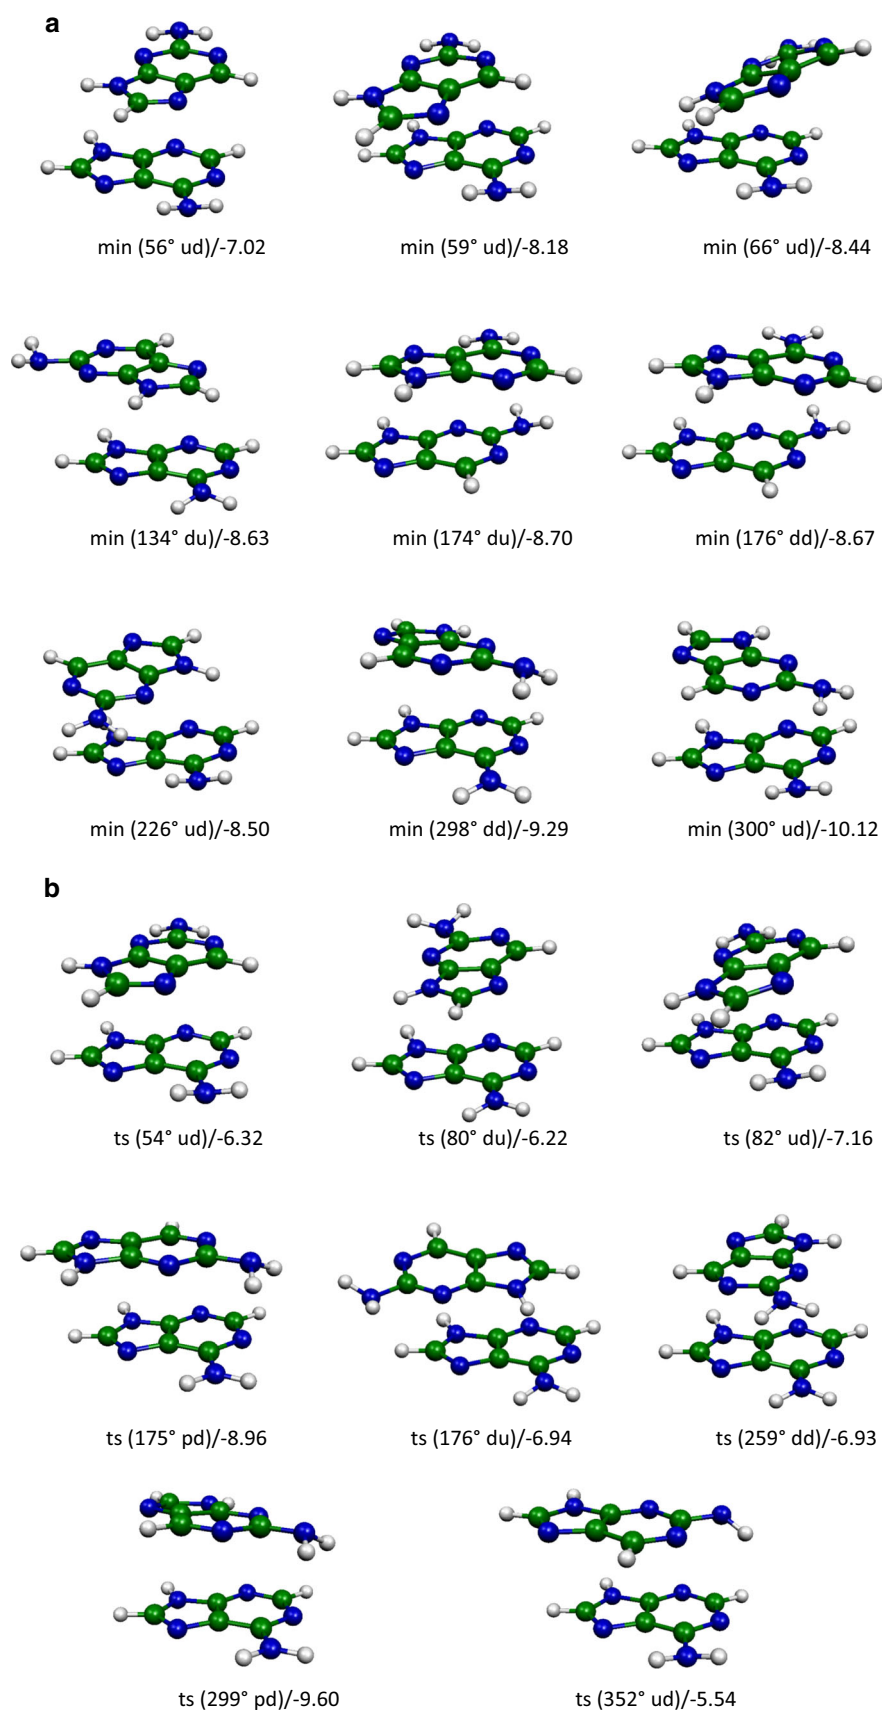 a
min (56° ud)/-7.02
min (59° ud)/-8.18
min (66° ud)/-8.44
min (134° du)/-8.63
min (174° du)/-8.70
min (176° dd)/-8.67
min (226° ud)/-8.50
min (298° dd)/-9.29
min (300° ud)/-10.12
b
ts (54° ud)/-6.32
ts (80° du)/-6.22
ts (82° ud)/-7.16
ts (175° pd)/-8.96
ts (176° du)/-6.94
ts (259° dd)/-6.93
ts (299° pd)/-9.60
ts (352° ud)/-5.54